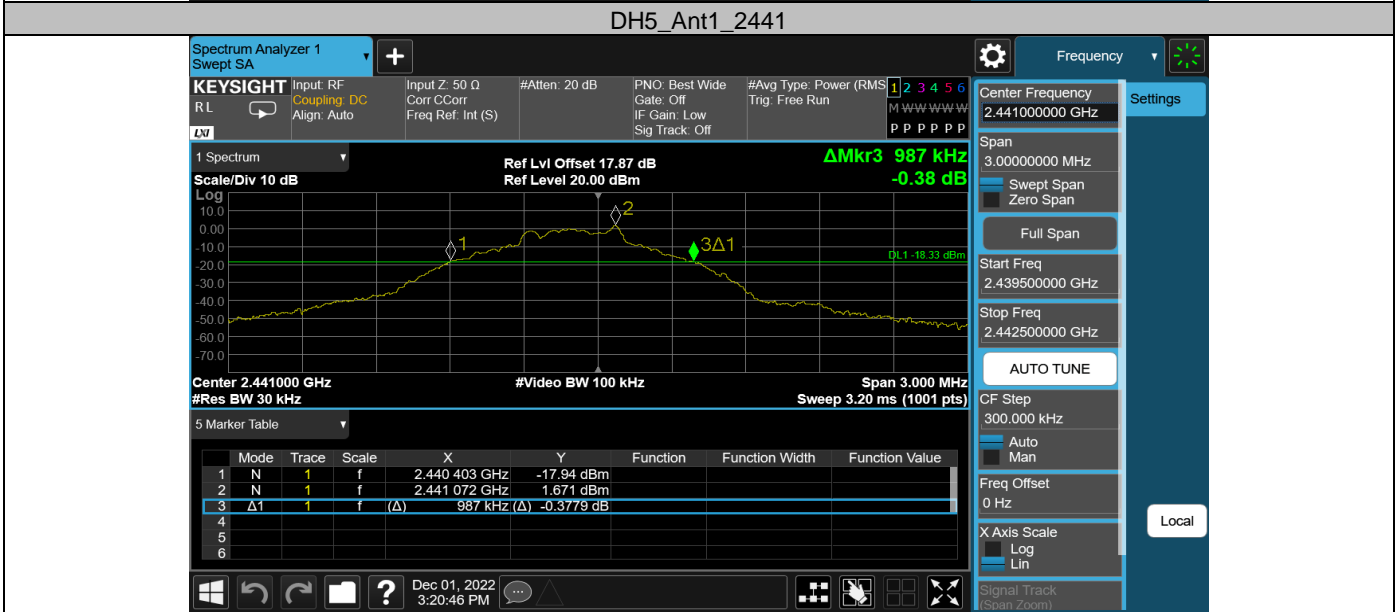 DH5_Ant1_2441
Spectrum Analyzer 1
Swept SA
Frequency
KEYSIGHT
R L
LXI
Input: RF
Coupling: DC
Align: Auto
Input Z: 50 Ω
Corr CCorr
Freq Ref: Int (S)
#Atten: 20 dB
PNO: Best Wide
Gate: Off
IF Gain: Low
Sig Track: Off
#Avg Type: Power (RMS
Trig: Free Run
1 2 3 4 5 6
M W W W W W
P P P P P P
1 Spectrum
Scale/Div 10 dB
Ref Lvl Offset 17.87 dB
Ref Level 20.00 dBm
ΔMkr3 987 kHz
-0.38 dB
Log
10.0
0.00
-10.0
-20.0
-30.0
-40.0
-50.0
-60.0
-70.0
1
2
3Δ1
DL1 -18.33 dBm
Center 2.441000 GHz
#Video BW 100 kHz
Span 3.000 MHz
#Res BW 30 kHz
Sweep 3.20 ms (1001 pts)
5 Marker Table
Mode Trace Scale X Y Function Function Width Function Value
1 N 1 f 2.440 403 GHz -17.94 dBm
2 N 1 f 2.441 072 GHz 1.671 dBm
3 Δ1 1 f (Δ) 987 kHz (Δ) -0.3779 dB
4
5
6
Center Frequency
2.441000000 GHz
Settings
Span
3.00000000 MHz
Swept Span
Zero Span
Full Span
Start Freq
2.439500000 GHz
Stop Freq
2.442500000 GHz
AUTO TUNE
CF Step
300.000 kHz
Auto
Man
Freq Offset
0 Hz
X Axis Scale
Log
Lin
Local
Signal Track
(Span Zoom)
?
Dec 01, 2022
3:20:46 PM